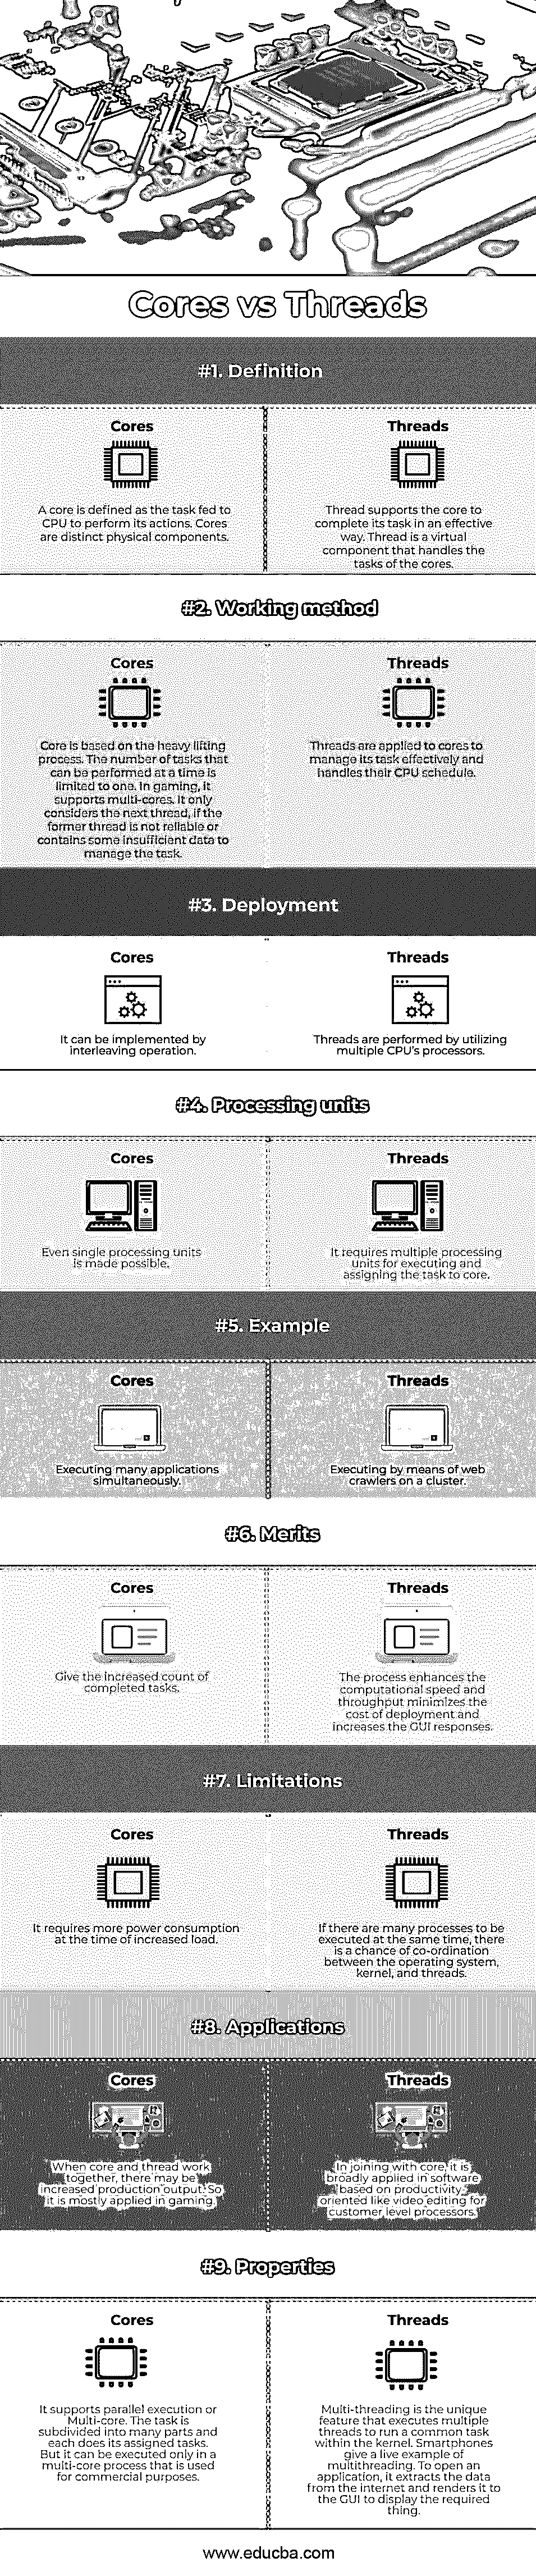 Cores vs Threads
#1. Definition
Cores
A core is defined as the task fed to
CPU to perform its actions. Cores
are distinct physical components.
Threads
Thread supports the core to
complete its task in an effective
way. Thread is a virtual
component that handles the
tasks of the cores.
#2. Working method
Cores
Core is based on the heavy lifting
process. The number of tasks that
can be performed at a time is
limited to one. In gaming, it
supports multi-cores. It only
considers the next thread, if the
former thread is not reliable or
contains some insufficient data to
manage the task.
Threads
Threads are applied to cores to
manage its task effectively and
handles their CPU schedule.
#3. Deployment
Cores
It can be implemented by
interleaving operation.
Threads
Threads are performed by utilizing
multiple CPU's processors.
#4. Processing units
Cores
Even single processing units
is made possible.
Threads
It requires multiple processing
units for executing and
assigning the task to core.
#5. Example
Cores
Executing many applications
simultaneously.
Threads
Executing by means of web
crawlers on a cluster.
#6. Merits
Cores
Give the increased count of
completed tasks.
Threads
The process enhances the
computational speed and
throughput minimizes the
cost of deployment and
increases the GUI responses.
#7. Limitations
Cores
It requires more power consumption
at the time of increased load.
Threads
If there are many processes to be
executed at the same time, there
is a chance of co-ordination
between the operating system,
kernel, and threads.
#8. Applications
Cores
When core and thread work
together, there may be
increased production output. So
it is mostly applied in gaming.
Threads
In joining with core, it is
broadly applied in software
based on productivity
oriented like video editing for
customer level processors.
#9. Properties
Cores
It supports parallel execution or
Multi-core. The task is
subdivided into many parts and
each does its assigned tasks.
But it can be executed only in a
multi-core process that is used
for commercial purposes.
Threads
Multi-threading is the unique
feature that executes multiple
threads to run a common task
within the kernel. Smartphones
give a live example of
multithreading. To open an
application, it extracts the data
from the internet and renders it to
the GUI to display the required
thing.
www.educba.com